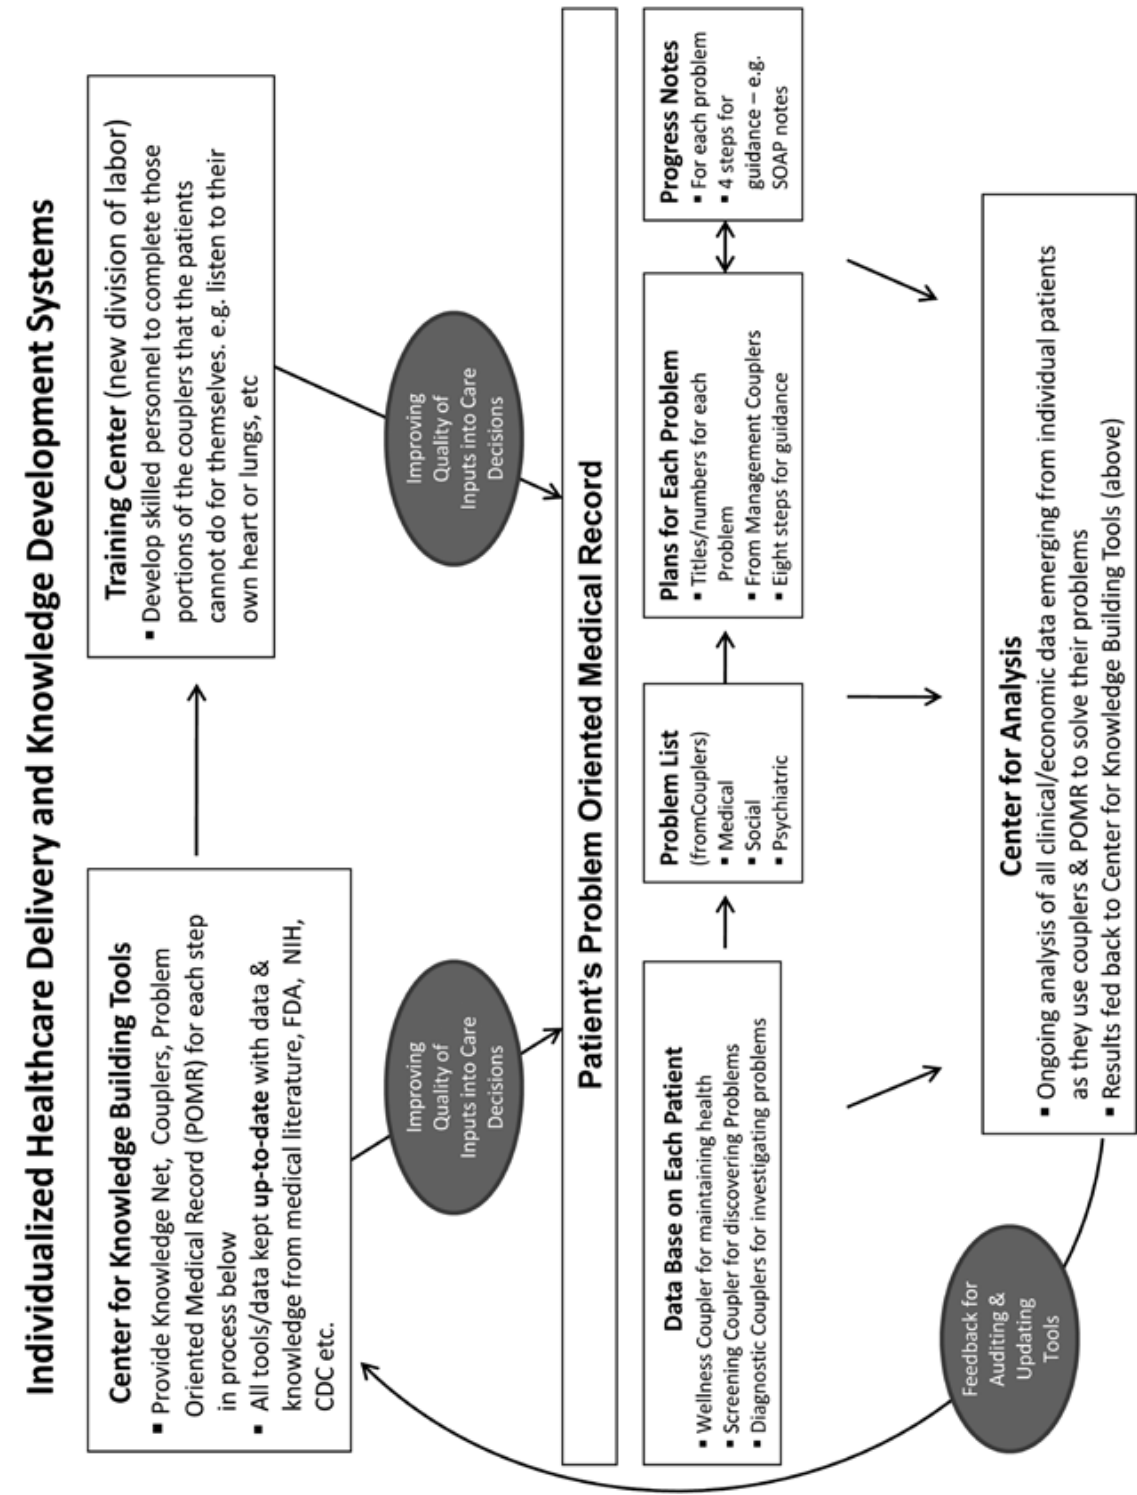 Individualized Healthcare Delivery and Knowledge Development Systems
Center for Knowledge Building Tools
▪ Provide Knowledge Net, Couplers, Problem
Oriented Medical Record (POMR) for each step
in process below
▪ All tools/data kept up-to-date with data &
knowledge from medical literature, FDA, NIH,
CDC etc.
Training Center (new division of labor)
▪ Develop skilled personnel to complete those
portions of the couplers that the patients
cannot do for themselves. e.g. listen to their
own heart or lungs, etc
Improving
Quality of
Inputs into Care
Decisions
Improving
Quality of
Inputs into Care
Decisions
Patient's Problem Oriented Medical Record
Data Base on Each Patient
▪ Wellness Coupler for maintaining health
▪ Screening Coupler for discovering Problems
▪ Diagnostic Couplers for investigating problems
Problem List
(fromCouplers)
▪ Medical
▪ Social
▪ Psychiatric
Plans for Each Problem
▪ Titles/numbers for each
Problem
▪ From Management Couplers
▪ Eight steps for guidance
Progress Notes
▪ For each problem
▪ 4 steps for
guidance – e.g.
SOAP notes
Center for Analysis
▪ Ongoing analysis of all clinical/economic data emerging from individual patients
as they use couplers & POMR to solve their problems
▪ Results fed back to Center for Knowledge Building Tools (above)
Feedback for
Auditing &
Updating
Tools